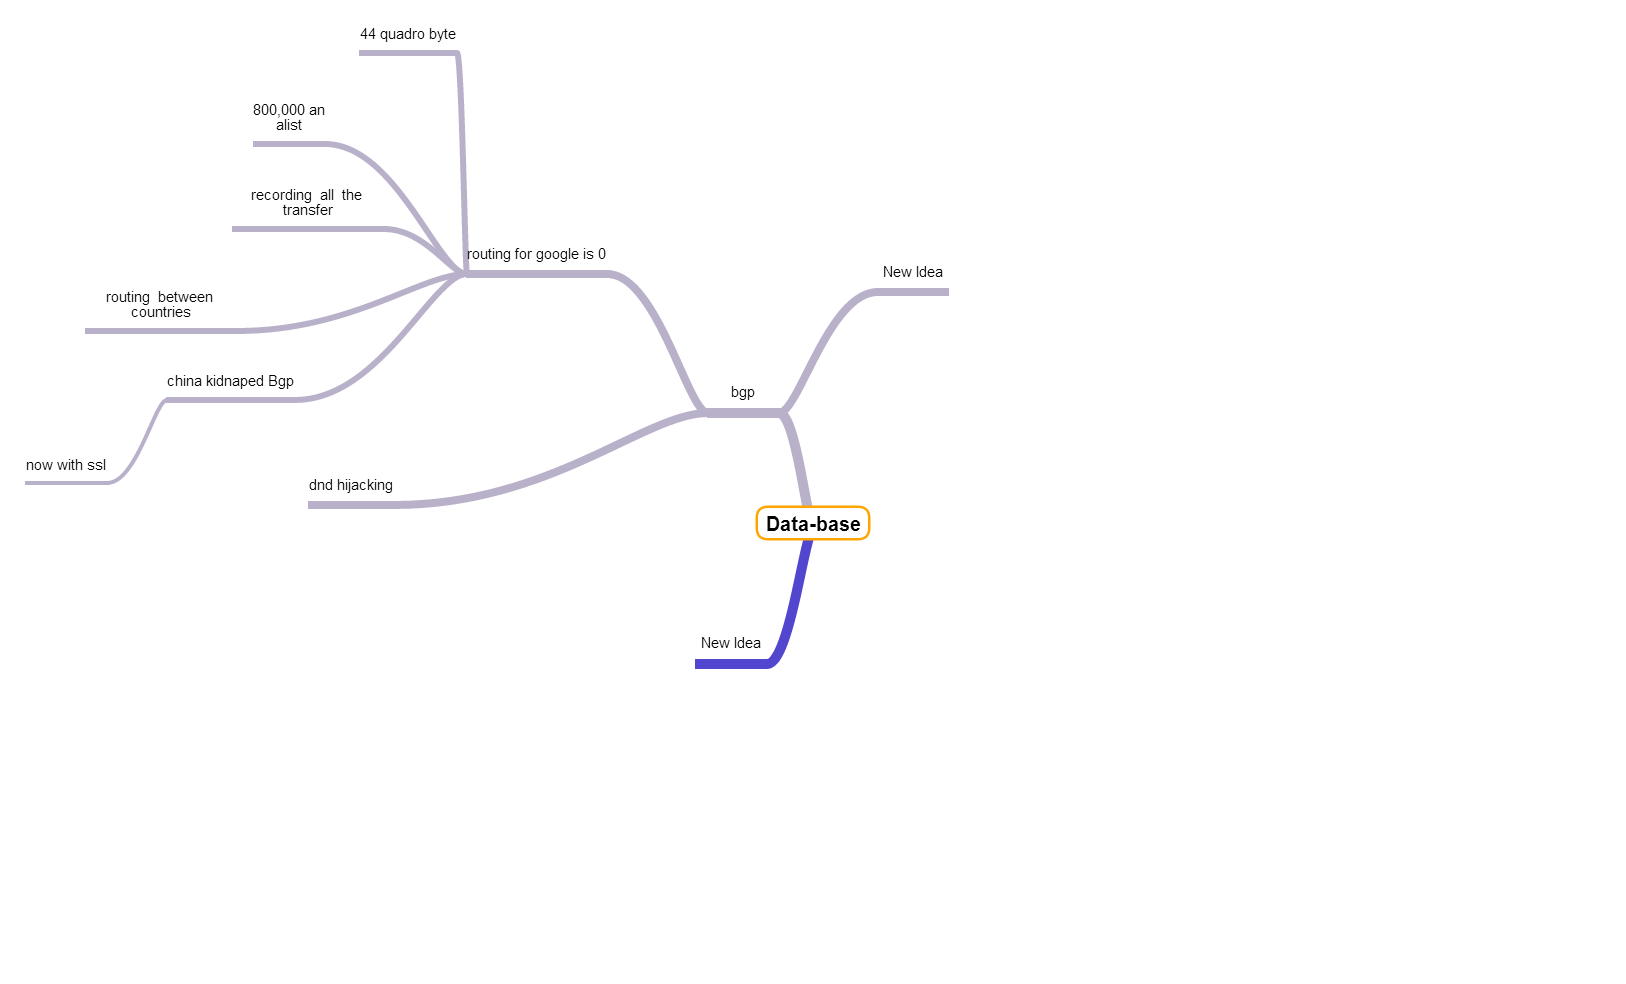 44 quadro byte
800,000 an
alist
recording all the
transfer
routing for google is 0
New Idea
routing between
countries
china kidnaped Bgp
bgp
now with ssl
dnd hijacking
Data-base
New Idea